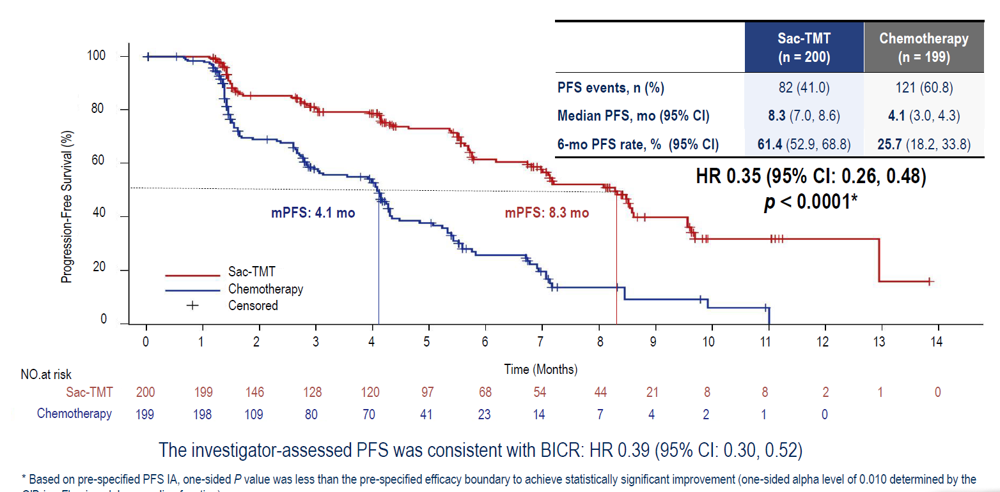 Sac-TMT Chemotherapy
(n = 200) (n = 199)
PFS events, n (%) 82 (41.0) 121 (60.8)
Median PFS, mo (95% CI) 8.3 (7.0, 8.6) 4.1 (3.0, 4.3)
6-mo PFS rate, % (95% CI) 61.4 (52.9, 68.8) 25.7 (18.2, 33.8)
HR 0.35 (95% CI: 0.26, 0.48)
p < 0.0001*
Progression-Free Survival (%)
100
80
60
40
20
0
mPFS: 4.1 mo mPFS: 8.3 mo
Sac-TMT
Chemotherapy
Censored
0 1 2 3 4 5 6 7 8 9 10 11 12 13 14
Time (Months)
NO.at risk
Sac-TMT 200 199 146 128 120 97 68 54 44 21 8 8 2 1 0
Chemotherapy 199 198 109 80 70 41 23 14 7 4 2 1 0
The investigator-assessed PFS was consistent with BICR: HR 0.39 (95% CI: 0.30, 0.52)
* Based on pre-specified PFS IA, one-sided P value was less than the pre-specified efficacy boundary to achieve statistically significant improvement (one-sided alpha level of 0.010 determined by the